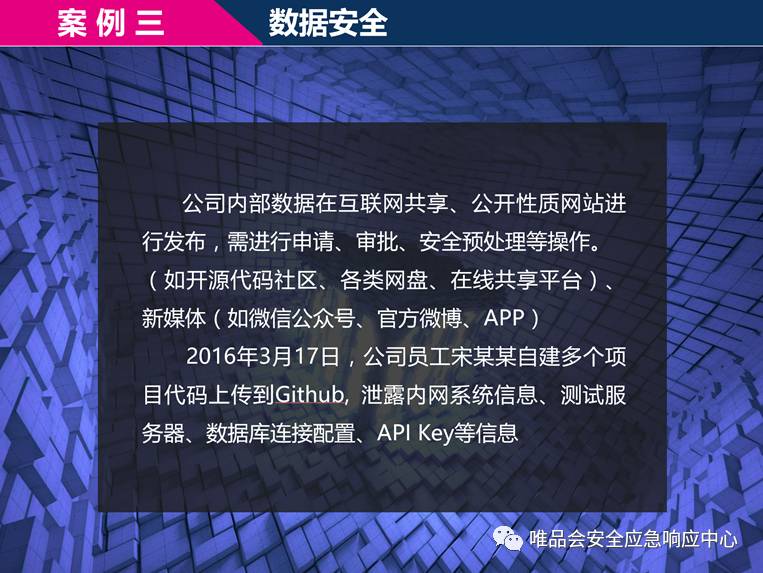 案例三
数据安全
公司内部数据在互联网共享、公开性质网站进
行发布，需进行申请、审批、安全预处理等操作。
（如开源代码社区、各类网盘、在线共享平台）、
新媒体（如微信公众号、官方微博、APP）
2016年3月17日，公司员工宋某某自建多个项
目代码上传到Github, 泄露内网系统信息、测试服
务器、数据库连接配置、API Key等信息
唯品会安全应急响应中心